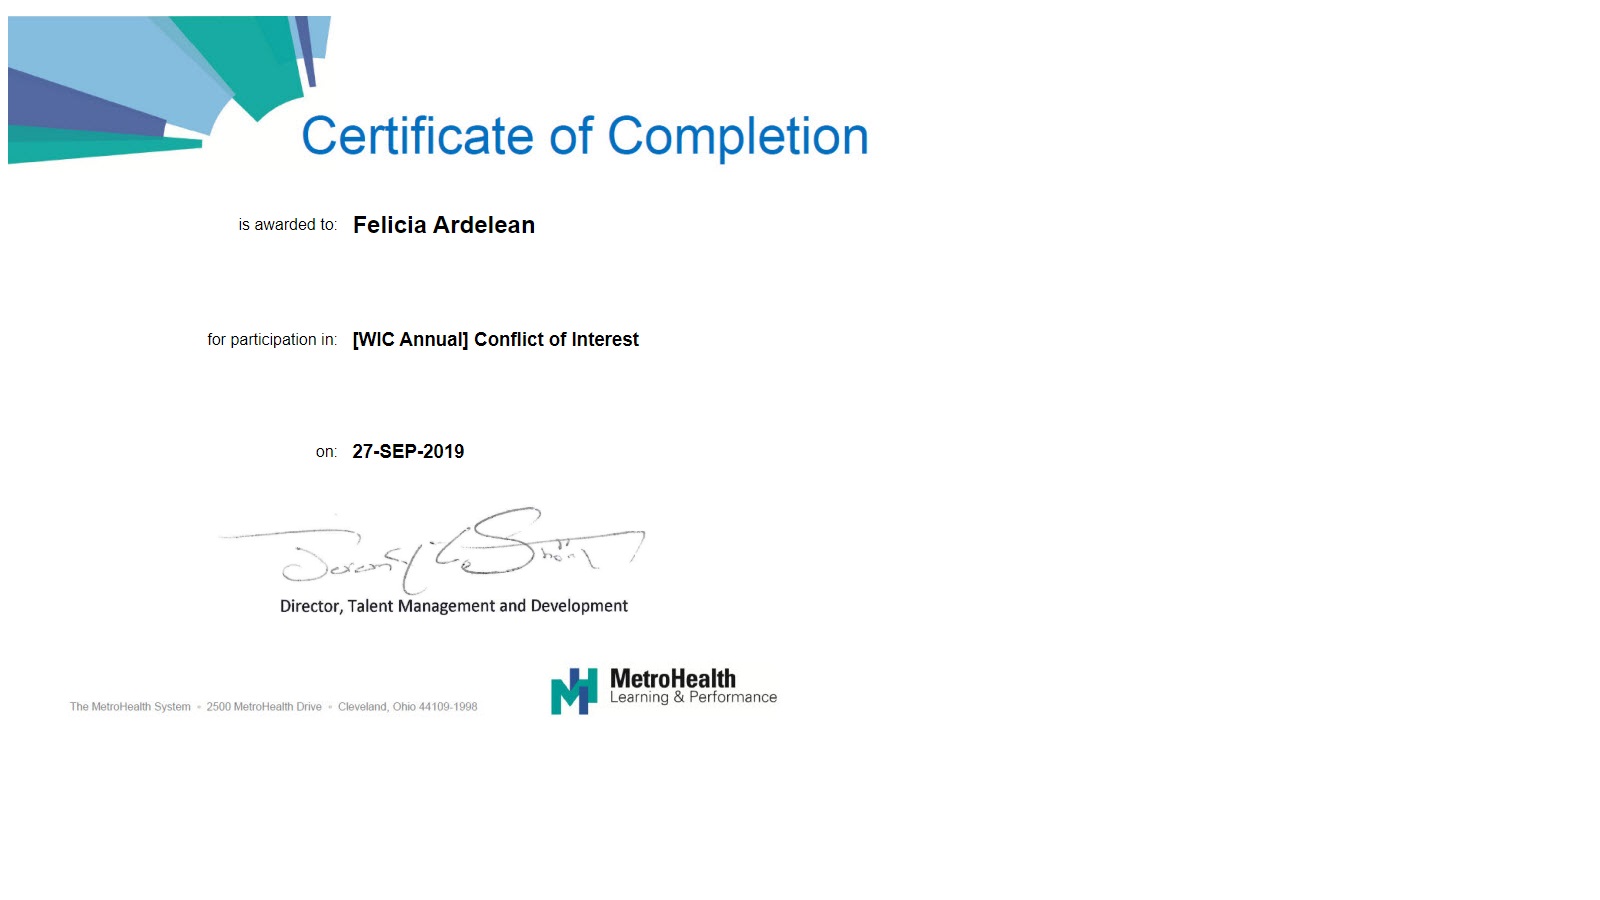 Certificate of Completion
is awarded to: Felicia Ardelean
for participation in: [WIC Annual] Conflict of Interest
on: 27-SEP-2019
Director, Talent Management and Development
MetroHealth
Learning & Performance
The MetroHealth System • 2500 MetroHealth Drive • Cleveland, Ohio 44109-1998